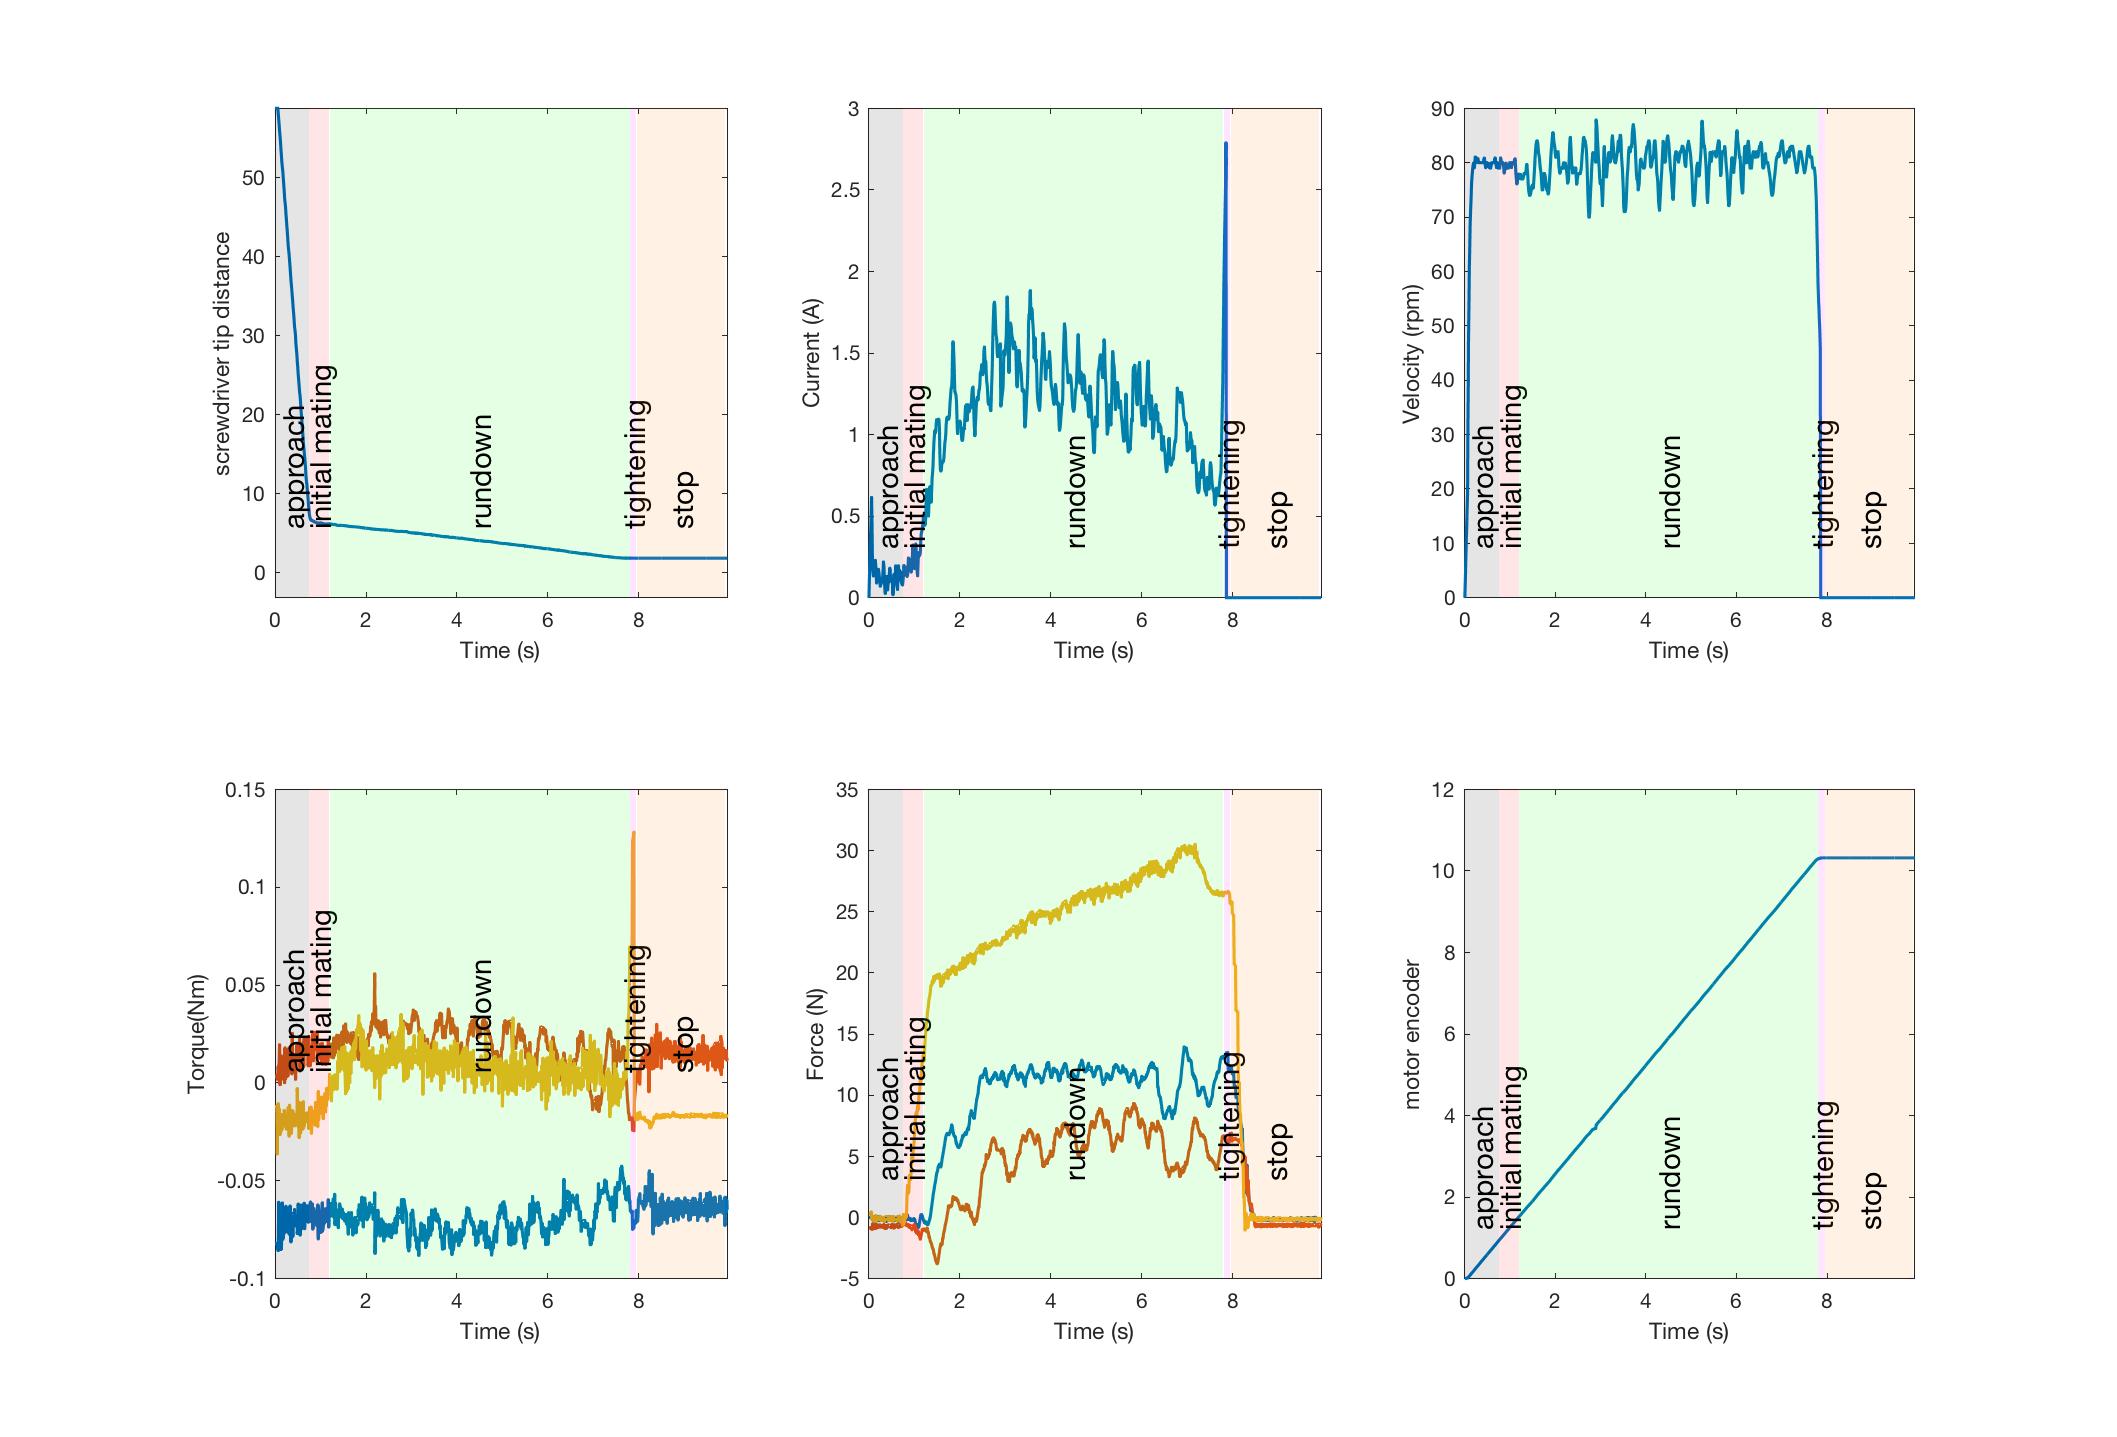 screwdriver tip distance
50
40
30
20
10
0
approach
initial mating
rundown
tightening
stop
0 2 4 6 8
Time (s)
Current (A)
3
2.5
2
1.5
1
0.5
0
approach
initial mating
rundown
tightening
stop
0 2 4 6 8
Time (s)
Velocity (rpm)
90
80
70
60
50
40
30
20
10
0
approach
initial mating
rundown
tightening
stop
0 2 4 6 8
Time (s)
Torque(Nm)
0.15
0.1
0.05
0
-0.05
-0.1
approach
initial mating
rundown
tightening
stop
0 2 4 6 8
Time (s)
Force (N)
35
30
25
20
15
10
5
0
-5
approach
initial mating
rundown
tightening
stop
0 2 4 6 8
Time (s)
motor encoder
12
10
8
6
4
2
0
approach
initial mating
rundown
tightening
stop
0 2 4 6 8
Time (s)